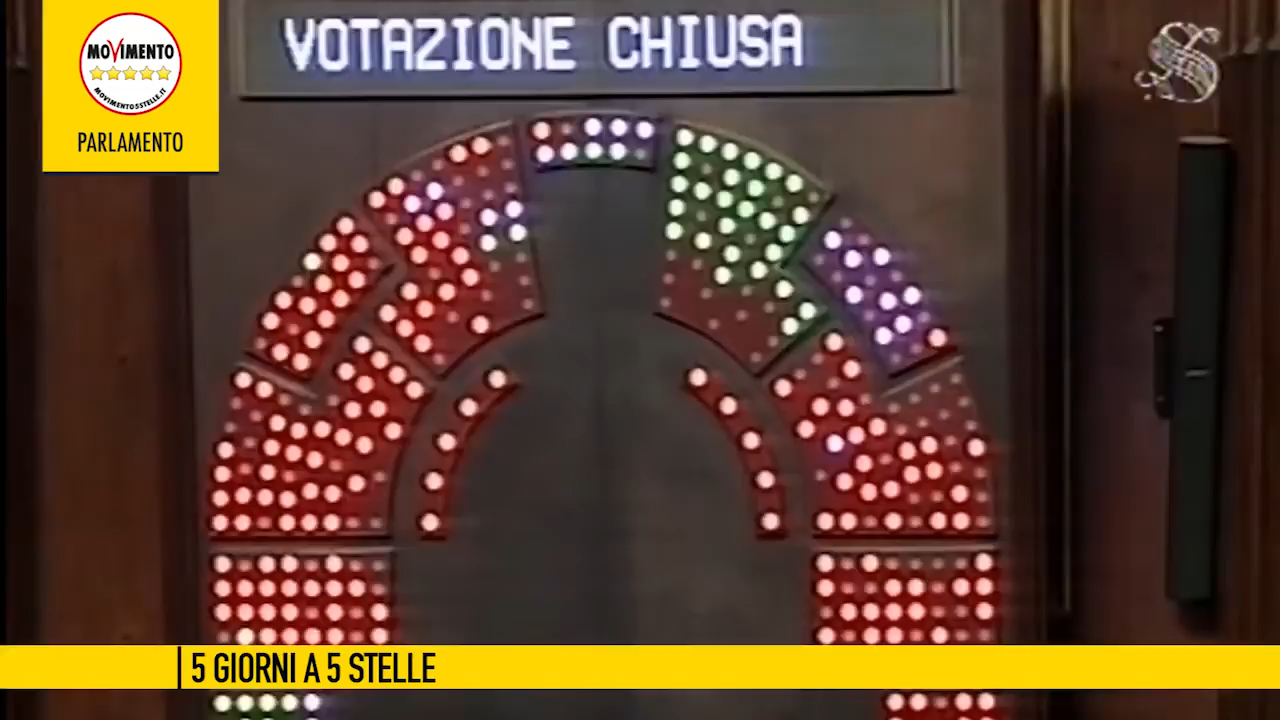 VOTAZIONE CHIUSA
MOVIMENTO
MOVIMENTO5STELLE.IT
PARLAMENTO
S
5 GIORNI A 5 STELLE